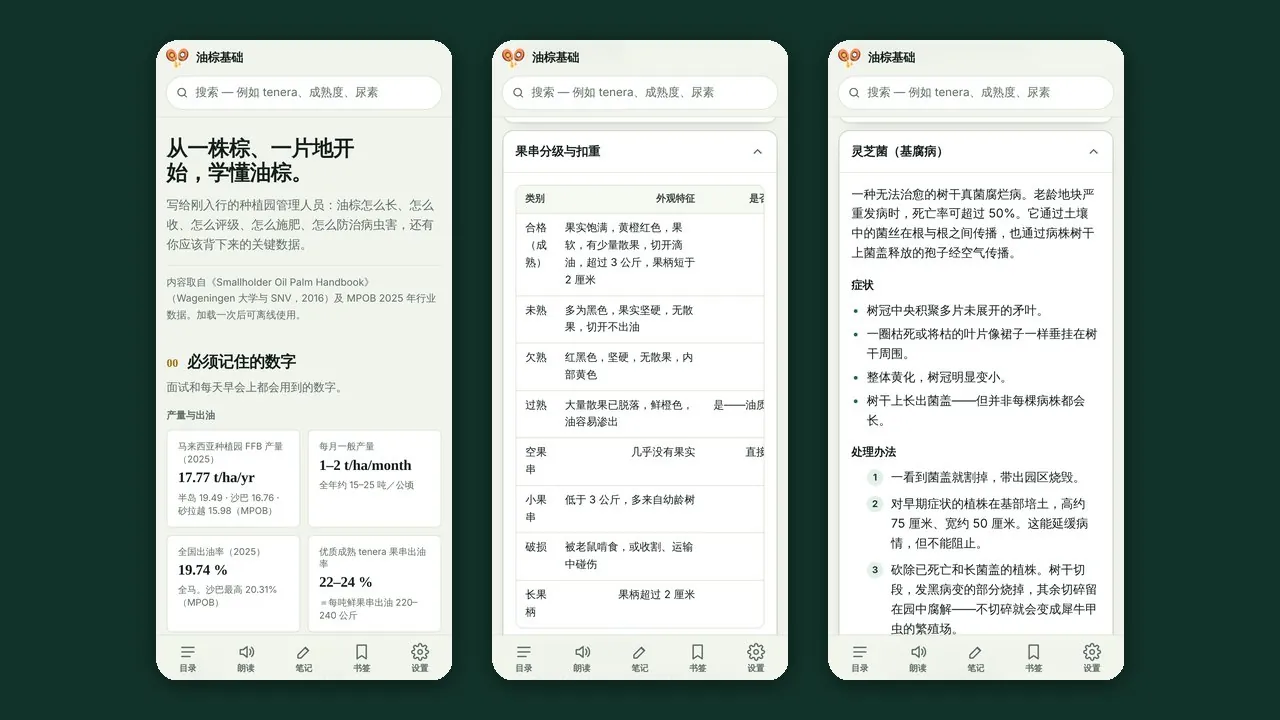 油棕基础
搜索 — 例如 tenera、成熟度、尿素
从一株棕、一片地开
始，学懂油棕。
写给刚入行的种植园管理人员：油棕怎么长、怎么
收、怎么评级、怎么施肥、怎么防治病虫害，还有
你应该背下来的关键数据。
内容取自《Smallholder Oil Palm Handbook》
（Wageningen 大学与 SNV，2016）及 MPOB 2025 年行业
数据。加载一次后可离线使用。
00 必须记住的数字
面试和每天早会上都会用到的数字。
产量与出油
马来西亚种植园 FFB 产量
（2025）
17.77 t/ha/yr
半岛 19.49 · 沙巴 16.76 ·
砂拉越 15.98（MPOB）
每月一般产量
1–2 t/ha/month
全年约 15–25 吨／公顷
全国出油率（2025）
19.74 %
全马。沙巴最高 20.31%
（MPOB）
优质成熟 tenera 果串出油
率
22–24 %
＝每吨鲜果串出油 220–
240 公斤
目录 朗读 笔记 书签 设置
油棕基础
搜索 — 例如 tenera、成熟度、尿素
果串分级与扣重
类别 外观特征 是否
合格
（成
熟）
果实饱满，黄橙红色，果
软，有少量散果，切开滴
油，超过 3 公斤，果柄短于
2 厘米
未熟
多为黑色，果实坚硬，无散
果，切开不出油
欠熟
红黑色，坚硬，无散果，内
部黄色
过熟
大量散果已脱落，鲜橙色，
油容易渗出
是——油质
空果
串
几乎没有果实
直接
小果
串
低于 3 公斤，多来自幼龄树
破损
被老鼠啃食，或收割、运输
中碰伤
长果
柄
果柄超过 2 厘米
目录 朗读 笔记 书签 设置
油棕基础
搜索 — 例如 tenera、成熟度、尿素
灵芝菌（基腐病）
一种无法治愈的树干真菌腐烂病。老龄地块严
重发病时，死亡率可超过 50%。它通过土壤
中的菌丝在根与根之间传播，也通过病株树干
上菌盖释放的孢子经空气传播。
症状
• 树冠中央积聚多片未展开的矛叶。
• 一圈枯死或将枯的叶片像裙子一样垂挂在树
干周围。
• 整体黄化，树冠明显变小。
• 树干上长出菌盖——但并非每棵病株都会
长。
处理办法
1 一看到菌盖就割掉，带出园区烧毁。
2 对早期症状的植株在基部培土，高约
75 厘米、宽约 50 厘米。这能延缓病
情，但不能阻止。
3 砍除已死亡和长菌盖的植株。树干切
段，发黑病变的部分烧掉，其余切碎留
在园中腐解——不切碎就会变成犀牛甲
虫的繁殖场。
目录 朗读 笔记 书签 设置